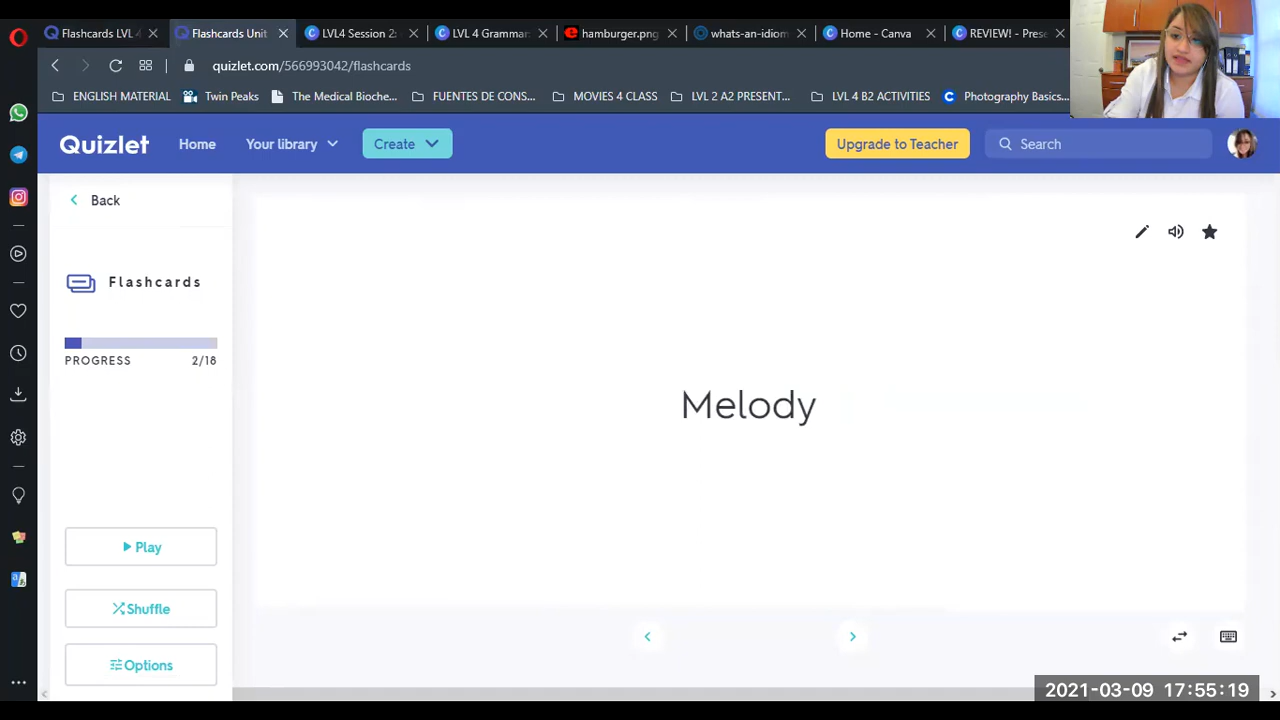 Flashcards LVL 4
Flashcards Unit
LVL4 Session 2:
LVL 4 Grammar
hamburger.png
whats-an-idiom
Home - Canva
REVIEW! - Prese
quizlet.com/566993042/flashcards
ENGLISH MATERIAL
Twin Peaks
The Medical Bioche...
FUENTES DE CONS...
MOVIES 4 CLASS
LVL 2 A2 PRESENT...
LVL 4 B2 ACTIVITIES
Photography Basics...
Quizlet
Home
Your library
Create
Upgrade to Teacher
Search
Back
Flashcards
PROGRESS 2/18
Melody
Play
Shuffle
Options
2021-03-09 17:55:19